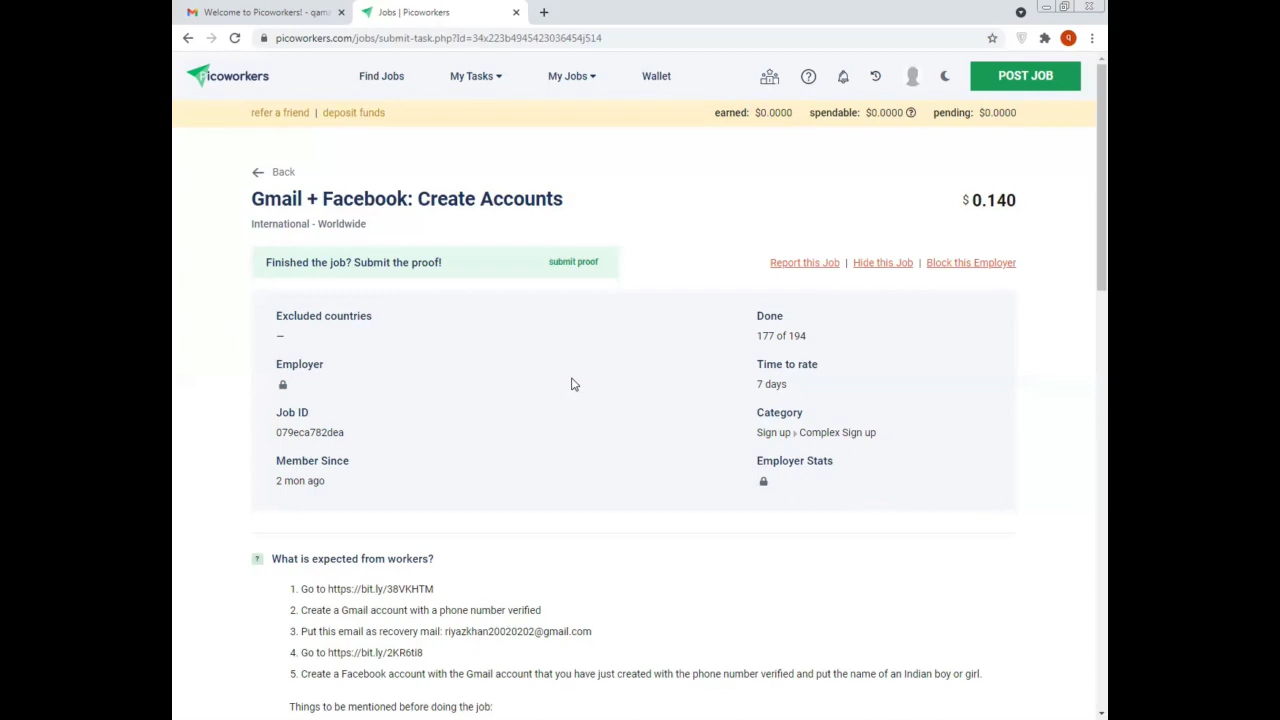 Welcome to Picoworkers! - qama
Jobs | Picoworkers
picoworkers.com/jobs/submit-task.php?Id=34x223b4945423036454j514
q
Picoworkers
Find Jobs
My Tasks
My Jobs
Wallet
POST JOB
refer a friend | deposit funds
earned: $0.0000
spendable: $0.0000
pending: $0.0000
Back
Gmail + Facebook: Create Accounts
$ 0.140
International - Worldwide
Finished the job? Submit the proof!
submit proof
Report this Job | Hide this Job | Block this Employer
Excluded countries
Done
–
177 of 194
Employer
Time to rate
7 days
Job ID
Category
079eca782dea
Sign up Complex Sign up
Member Since
Employer Stats
2 mon ago
? What is expected from workers?
1. Go to https://bit.ly/38VKHTM
2. Create a Gmail account with a phone number verified
3. Put this email as recovery mail: riyazkhan20020202@gmail.com
4. Go to https://bit.ly/2KR6ti8
5. Create a Facebook account with the Gmail account that you have just created with the phone number verified and put the name of an Indian boy or girl.
Things to be mentioned before doing the job: